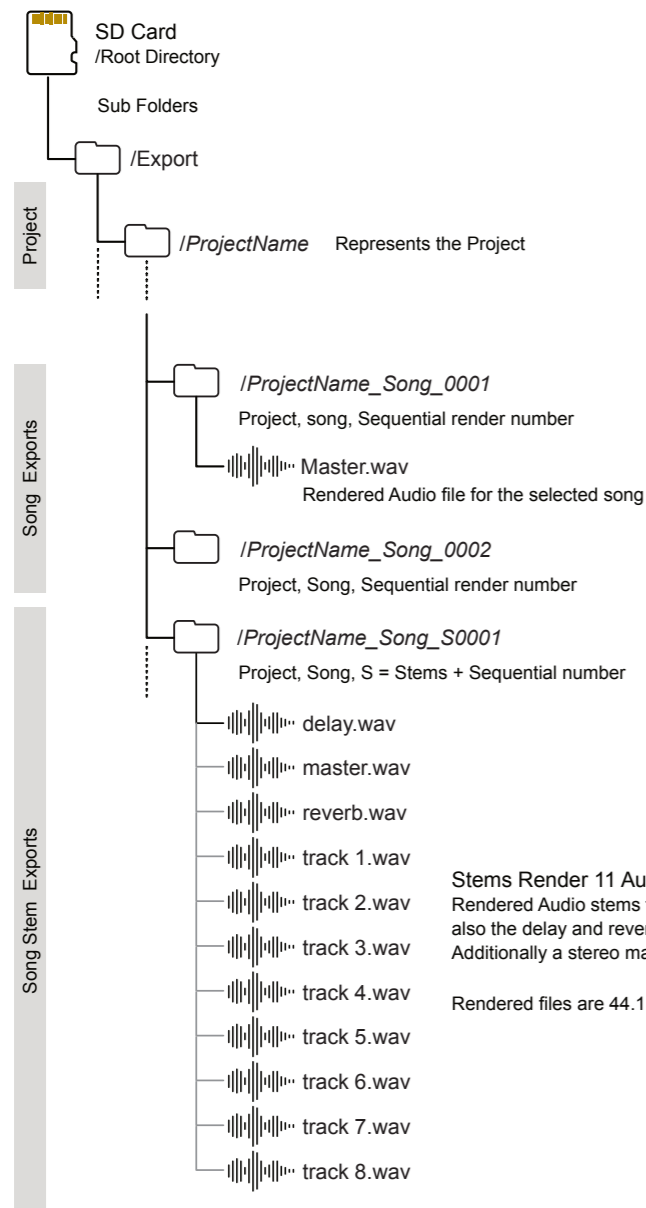 SD Card
/Root Directory
Sub Folders
/Export
Project
/ProjectName Represents the Project
Song Exports
/ProjectName_Song_0001
Project, song, Sequential render number
Master.wav
Rendered Audio file for the selected song
/ProjectName_Song_0002
Project, Song, Sequential render number
/ProjectName_Song_S0001
Project, Song, S = Stems + Sequential number
Song Stem Exports
delay.wav
master.wav
reverb.wav
track 1.wav
track 2.wav
track 3.wav
track 4.wav
track 5.wav
track 6.wav
track 7.wav
track 8.wav
Stems Render 11
Rendered Audio stems
also the delay and
Additionally a stereo
Rendered files are 44.1